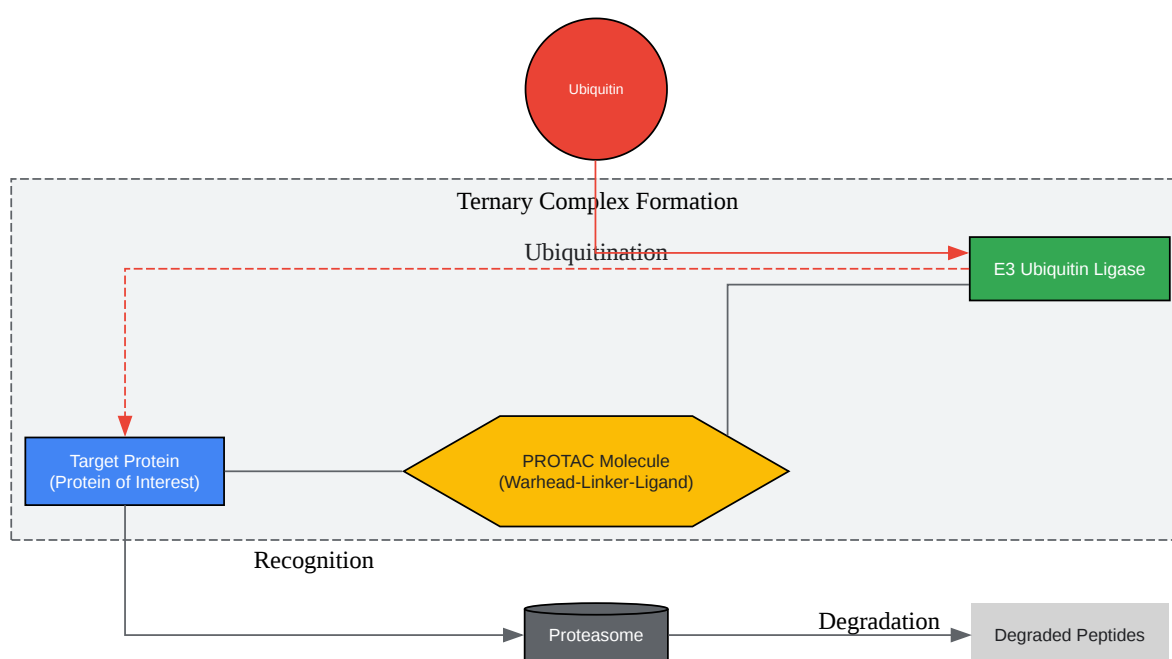 Ubiquitin
Ternary Complex Formation
Ubiquitination
E3 Ubiquitin Ligase
Target Protein
(Protein of Interest)
PROTAC Molecule
(Warhead-Linker-Ligand)
Recognition
Proteasome
Degradation
Degraded Peptides